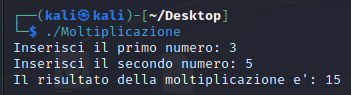 ┌──(kali㉿kali)-[~/Desktop]
└─$ ./Moltiplicazione
Inserisci il primo numero: 3
Inserisci il secondo numero: 5
Il risultato della moltiplicazione e': 15